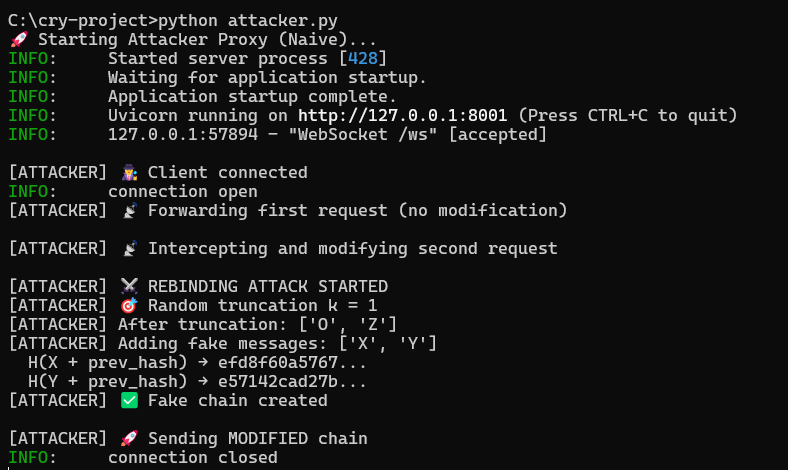 C:\cry-project>python attacker.py
🚀 Starting Attacker Proxy (Naive)...
INFO:     Started server process [428]
INFO:     Waiting for application startup.
INFO:     Application startup complete.
INFO:     Uvicorn running on http://127.0.0.1:8001 (Press CTRL+C to quit)
INFO:     127.0.0.1:57894 - "WebSocket /ws" [accepted]
[ATTACKER] 🕵️‍♀️ Client connected
INFO:     connection open
[ATTACKER] 📡 Forwarding first request (no modification)
[ATTACKER] 📡 Intercepting and modifying second request
[ATTACKER] ⚔️ REBINDING ATTACK STARTED
[ATTACKER] 🎯 Random truncation k = 1
[ATTACKER] After truncation: ['O', 'Z']
[ATTACKER] Adding fake messages: ['X', 'Y']
  H(X + prev_hash) → efd8f60a5767...
  H(Y + prev_hash) → e57142cad27b...
[ATTACKER] ✅ Fake chain created
[ATTACKER] 🚀 Sending MODIFIED chain
INFO:     connection closed